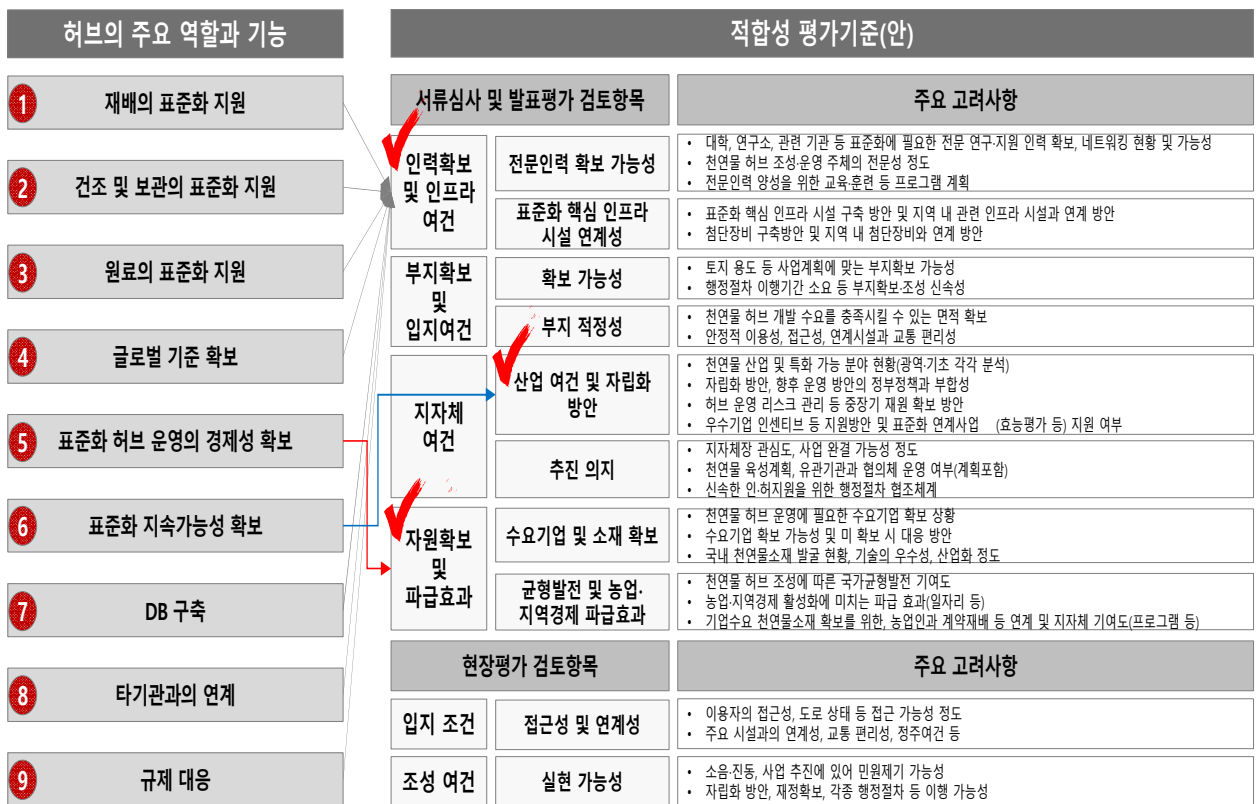 허브의 주요 역할과 기능
1 재배의 표준화 지원
2 건조 및 보관의 표준화 지원
3 원료의 표준화 지원
4 글로벌 기준 확보
5 표준화 허브 운영의 경제성 확보
6 표준화 지속가능성 확보
7 DB 구축
8 타기관과의 연계
9 규제 대응
적합성 평가기준(안)
서류심사 및 발표평가 검토항목
주요 고려사항
인력확보
및 인프라
여건
전문인력 확보 가능성
• 대학, 연구소, 관련 기관 등 표준화에 필요한 전문 연구·지원 인력 확보, 네트워킹 현황 및 가능성
• 천연물 허브 조성·운영 주체의 전문성 정도
• 전문인력 양성을 위한 교육·훈련 등 프로그램 계획
표준화 핵심 인프라
시설 연계성
• 표준화 핵심 인프라 시설 구축 방안 및 지역 내 관련 인프라 시설과 연계 방안
• 첨단장비 구축방안 및 지역 내 첨단장비와 연계 방안
부지확보
및
입지여건
확보 가능성
• 토지 용도 등 사업계획에 맞는 부지확보 가능성
• 행정절차 이행기간 소요 등 부지확보·조성 신속성
부지 적정성
• 천연물 허브 개발 수요를 충족시킬 수 있는 면적 확보
• 안정적 이용성, 접근성, 연계시설과 교통 편리성
지자체
여건
산업 여건 및 자립화
방안
• 천연물 산업 및 특화 가능 분야 현황(광역·기초 각각 분석)
• 자립화 방안, 향후 운영 방안의 정부정책과 부합성
• 허브 운영 리스크 관리 등 중장기 재원 확보 방안
• 우수기업 인센티브 등 지원방안 및 표준화 연계사업 (효능평가 등) 지원 여부
추진 의지
• 지자체장 관심도, 사업 완결 가능성 정도
• 천연물 육성계획, 유관기관과 협의체 운영 여부(계획포함)
• 신속한 인·허지원을 위한 행정절차 협조체계
자원확보
및
파급효과
수요기업 및 소재 확보
• 천연물 허브 운영에 필요한 수요기업 확보 상황
• 수요기업 확보 가능성 및 미 확보 시 대응 방안
• 국내 천연물소재 발굴 현황, 기술의 우수성, 산업화 정도
균형발전 및 농업·
지역경제 파급효과
• 천연물 허브 조성에 따른 국가균형발전 기여도
• 농업·지역경제 활성화에 미치는 파급 효과(일자리 등)
• 기업수요 천연물소재 확보를 위한, 농업인과 계약재배 등 연계 및 지자체 기여도(프로그램 등)
현장평가 검토항목
주요 고려사항
입지 조건
접근성 및 연계성
• 이용자의 접근성, 도로 상태 등 접근 가능성 정도
• 주요 시설과의 연계성, 교통 편리성, 정주여건 등
조성 여건
실현 가능성
• 소음·진동, 사업 추진에 있어 민원제기 가능성
• 자립화 방안, 재정확보, 각종 행정절차 등 이행 가능성